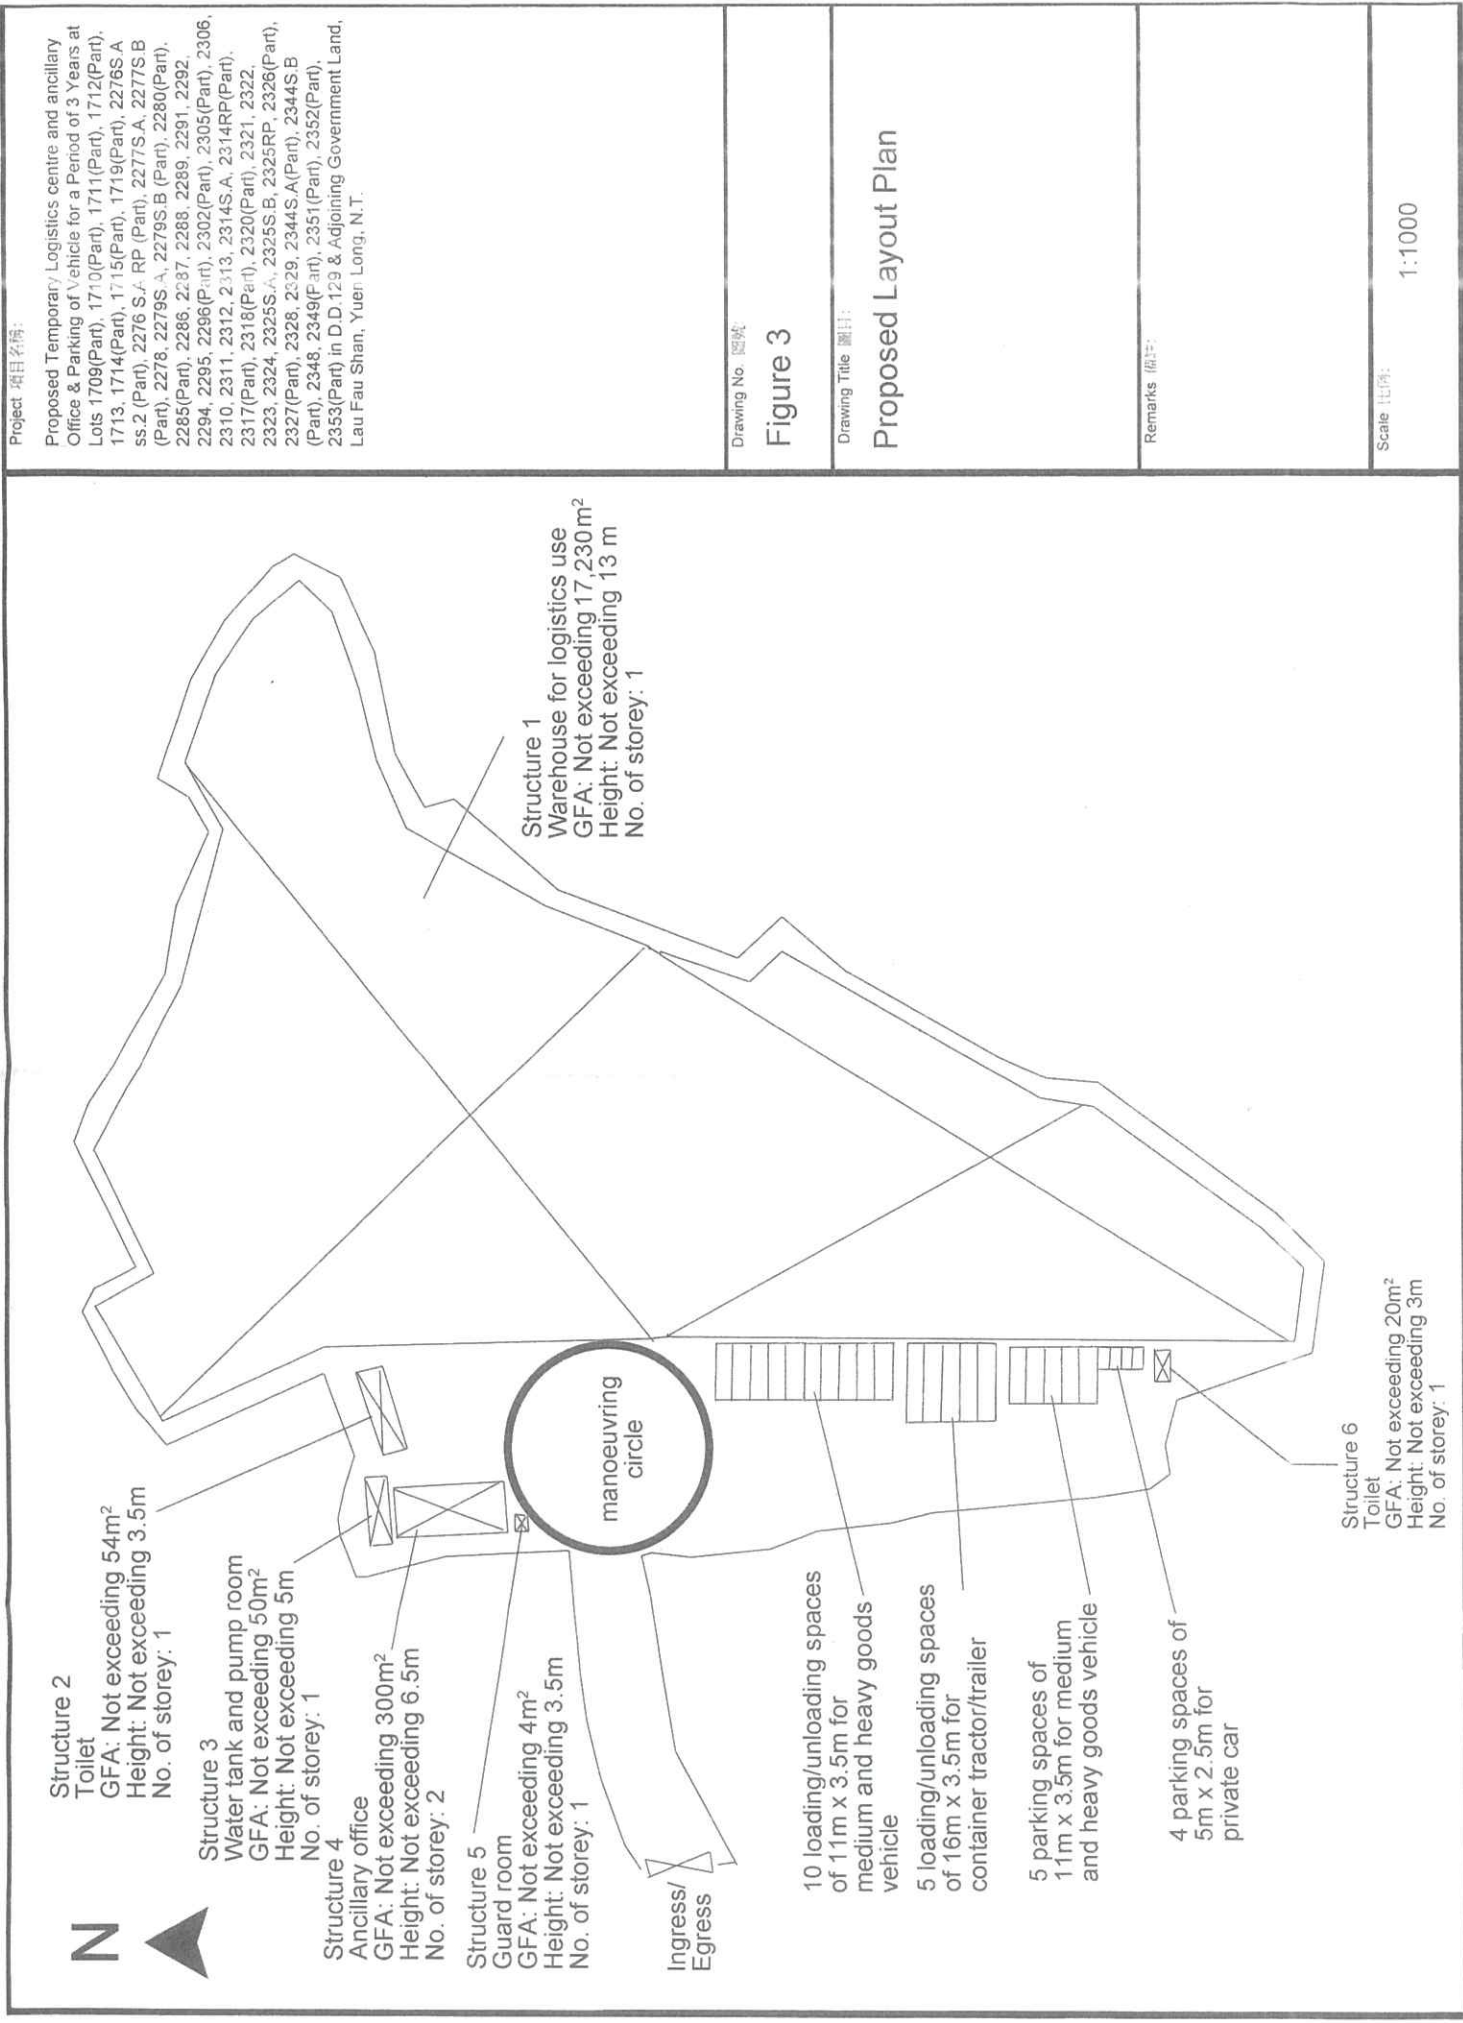 N
Structure 2
Toilet
GFA: Not exceeding 54m²
Height: Not exceeding 3.5m
No. of storey: 1
Structure 3
Water tank and pump room
GFA: Not exceeding 50m²
Height: Not exceeding 5m
No. of storey: 1
Structure 4
Ancillary office
GFA: Not exceeding 300m²
Height: Not exceeding 6.5m
No. of storey: 2
Structure 5
Guard room
GFA: Not exceeding 4m²
Height: Not exceeding 3.5m
No. of storey: 1
Ingress/
Egress
manoeuvring
circle
Structure 1
Warehouse for logistics use
GFA: Not exceeding 17,230m²
Height: Not exceeding 13 m
No. of storey: 1
10 loading/unloading spaces
of 11m x 3.5m for
medium and heavy goods
vehicle
5 loading/unloading spaces
of 16m x 3.5m for
container tractor/trailer
5 parking spaces of
11m x 3.5m for medium
and heavy goods vehicle
4 parking spaces of
5m x 2.5m for
private car
Structure 6
Toilet
GFA: Not exceeding 20m²
Height: Not exceeding 3m
No. of storey: 1
Project 項目名稱:
Proposed Temporary Logistics centre and ancillary
Office & Parking of Vehicle for a Period of 3 Years at
Lots 1709(Part), 1710(Part), 1711(Part), 1712(Part),
1713, 1714(Part), 1715(Part), 1719(Part), 2276S.A
ss.2 (Part), 2276 S.A RP (Part), 2277S.A, 2277S.B
(Part), 2278, 2279S.A, 2279S.B (Part), 2280(Part),
2285(Part), 2286, 2287, 2288, 2289, 2291, 2292,
2294, 2295, 2296(Part), 2302(Part), 2305(Part), 2306,
2310, 2311, 2312, 2313, 2314S.A, 2314RP(Part),
2317(Part), 2318(Part), 2320(Part), 2321, 2322,
2323, 2324, 2325S.A, 2325S.B, 2325RP, 2326(Part),
2327(Part), 2328, 2329, 2344S.A(Part), 2344S.B
(Part), 2348, 2349(Part), 2351(Part), 2352(Part),
2353(Part) in D.D.129 & Adjoining Government Land,
Lau Fau Shan, Yuen Long, N.T.
Drawing No. 圖號:
Figure 3
Drawing Title 圖目:
Proposed Layout Plan
Remarks 備註:
Scale 比例:
1:1000